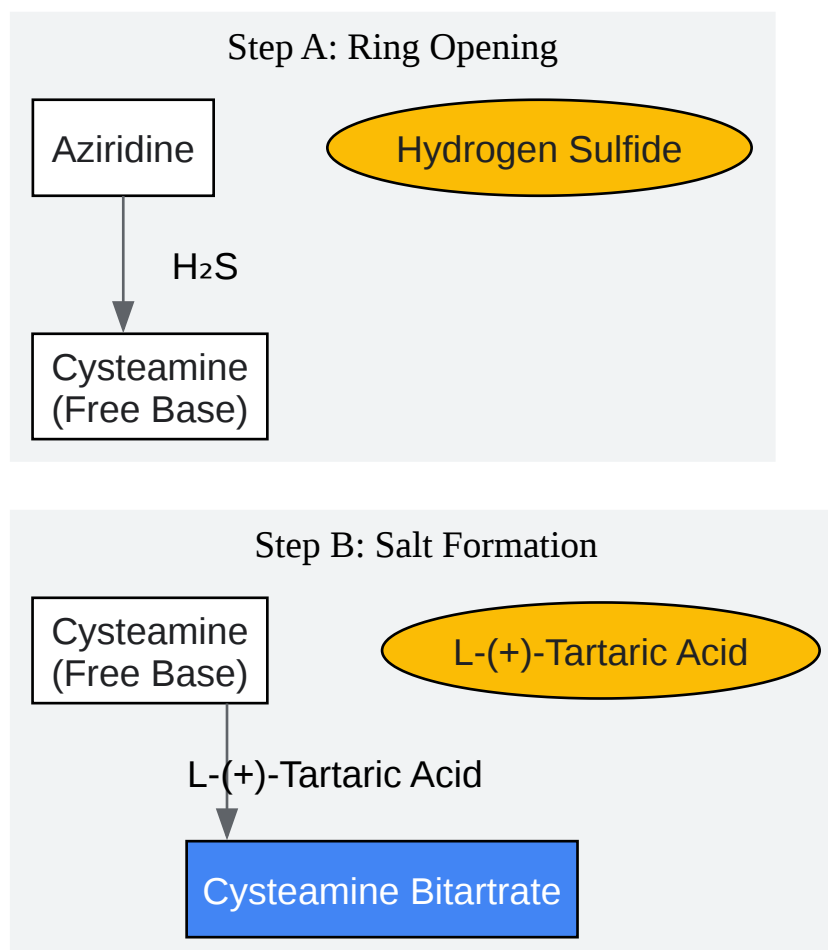 Step A: Ring Opening
Aziridine
Hydrogen Sulfide
H₂S
Cysteamine
(Free Base)
Step B: Salt Formation
Cysteamine
(Free Base)
L-(+)-Tartaric Acid
L-(+)-Tartaric Acid
Cysteamine Bitartrate